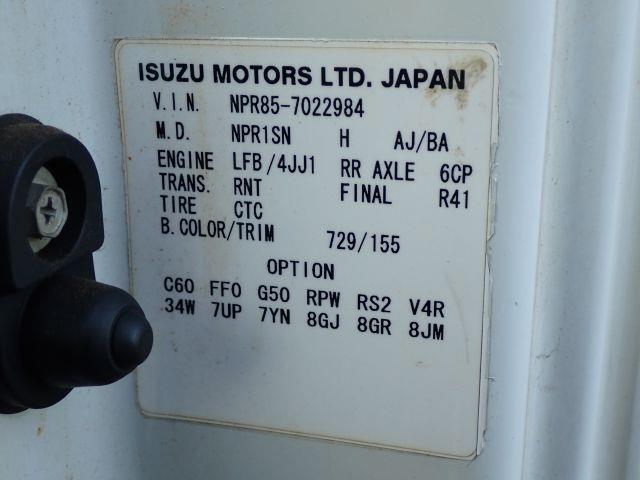 ISUZU MOTORS LTD. JAPAN
V.I.N. NPR85-7022984
M.D. NPR1SN H AJ/BA
ENGINE LFB/4JJ1 RR AXLE 6CP
TRANS. RNT FINAL R41
TIRE CTC
B.COLOR/TRIM 729/155
OPTION
C60 FF0 G50 RPW RS2 V4R
34W 7UP 7YN 8GJ 8GR 8JM